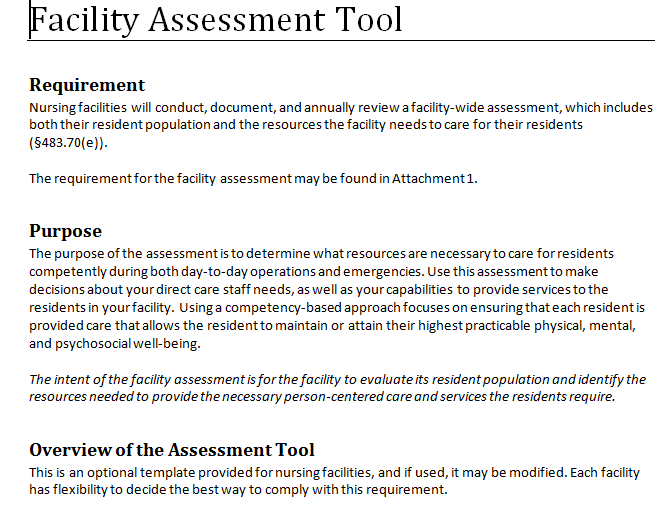 Facility Assessment Tool
Requirement
Nursing facilities will conduct, document, and annually review a facility-wide assessment, which includes
both their resident population and the resources the facility needs to care for their residents
(§483.70(e)).
The requirement for the facility assessment may be found in Attachment 1.
Purpose
The purpose of the assessment is to determine what resources are necessary to care for residents
competently during both day-to-day operations and emergencies. Use this assessment to make
decisions about your direct care staff needs, as well as your capabilities to provide services to the
residents in your facility. Using a competency-based approach focuses on ensuring that each resident is
provided care that allows the resident to maintain or attain their highest practicable physical, mental,
and psychosocial well-being.
The intent of the facility assessment is for the facility to evaluate its resident population and identify the
resources needed to provide the necessary person-centered care and services the residents require.
Overview of the Assessment Tool
This is an optional template provided for nursing facilities, and if used, it may be modified. Each facility
has flexibility to decide the best way to comply with this requirement.